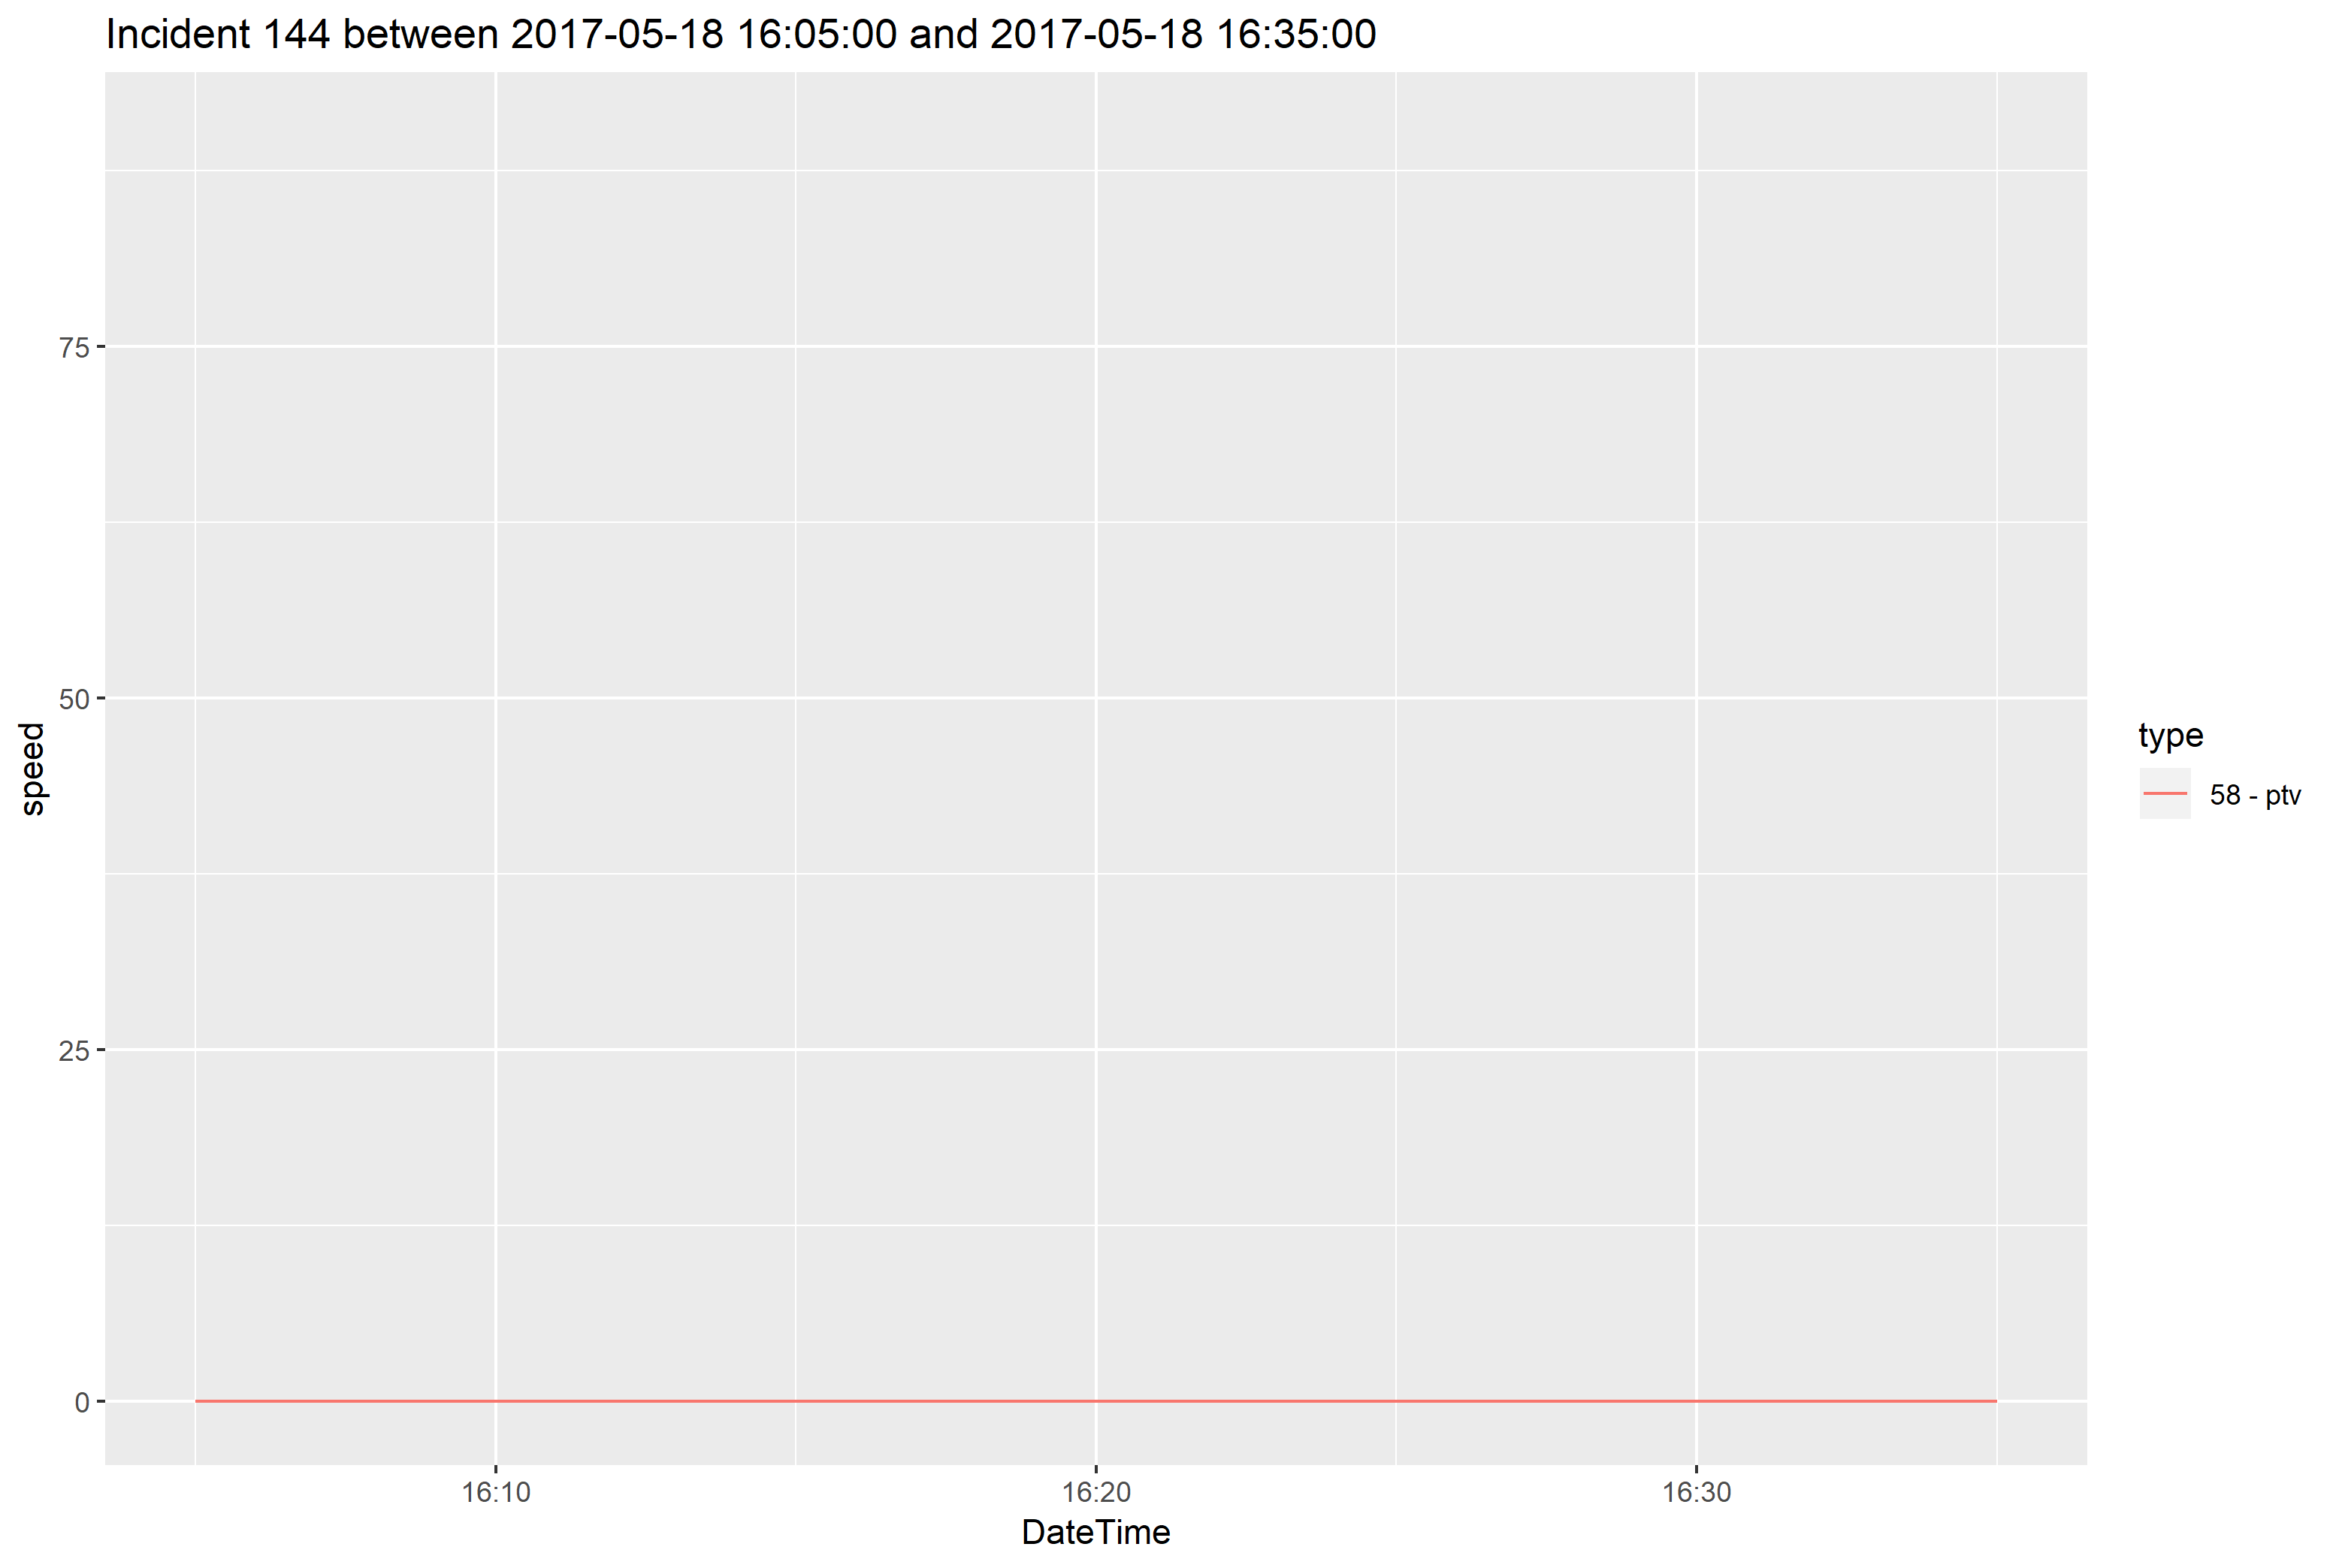 Incident 144 between 2017-05-18 16:05:00 and 2017-05-18 16:35:00
75
50
25
0
speed
16:10 16:20 16:30
DateTime
type
58 - ptv